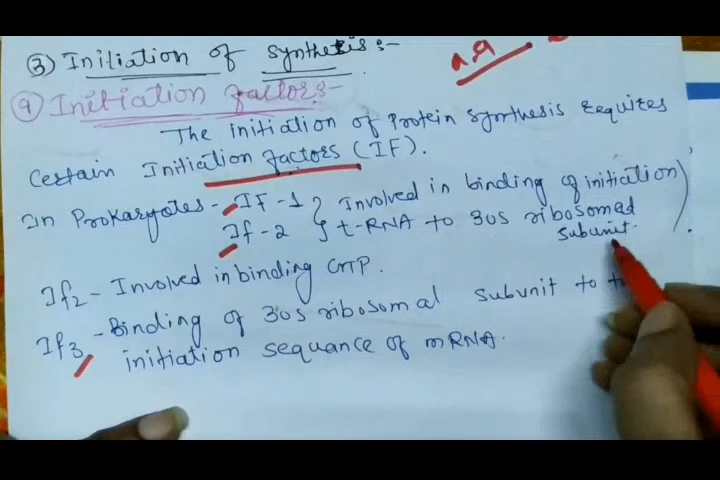 ③ Initiation of synthesis:-
a.a
ⓐ Initiation factors:-
The initiation of Protein synthesis requires
Certain Initiation factors (IF).
In Prokaryotes - IF-1 } Involved in binding of initiation
If-2 } t-RNA to 30s ribosomal
subunit.
If2 - Involved in binding GTP.
If3 - Binding of 30s ribosomal subunit to
initiation sequance of mRNA.